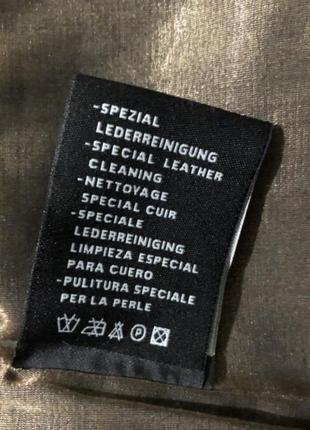 -SPEZIAL
LEDERREINIGUNG
-SPECIAL LEATHER
CLEANING
-NETTOYAGE
SPECIAL CUIR
-SPECIALE
LEDERREINIGING
LIMPIEZA ESPECIAL
PARA CUERO
-PULITURA SPECIALE
PER LA PERLE
P